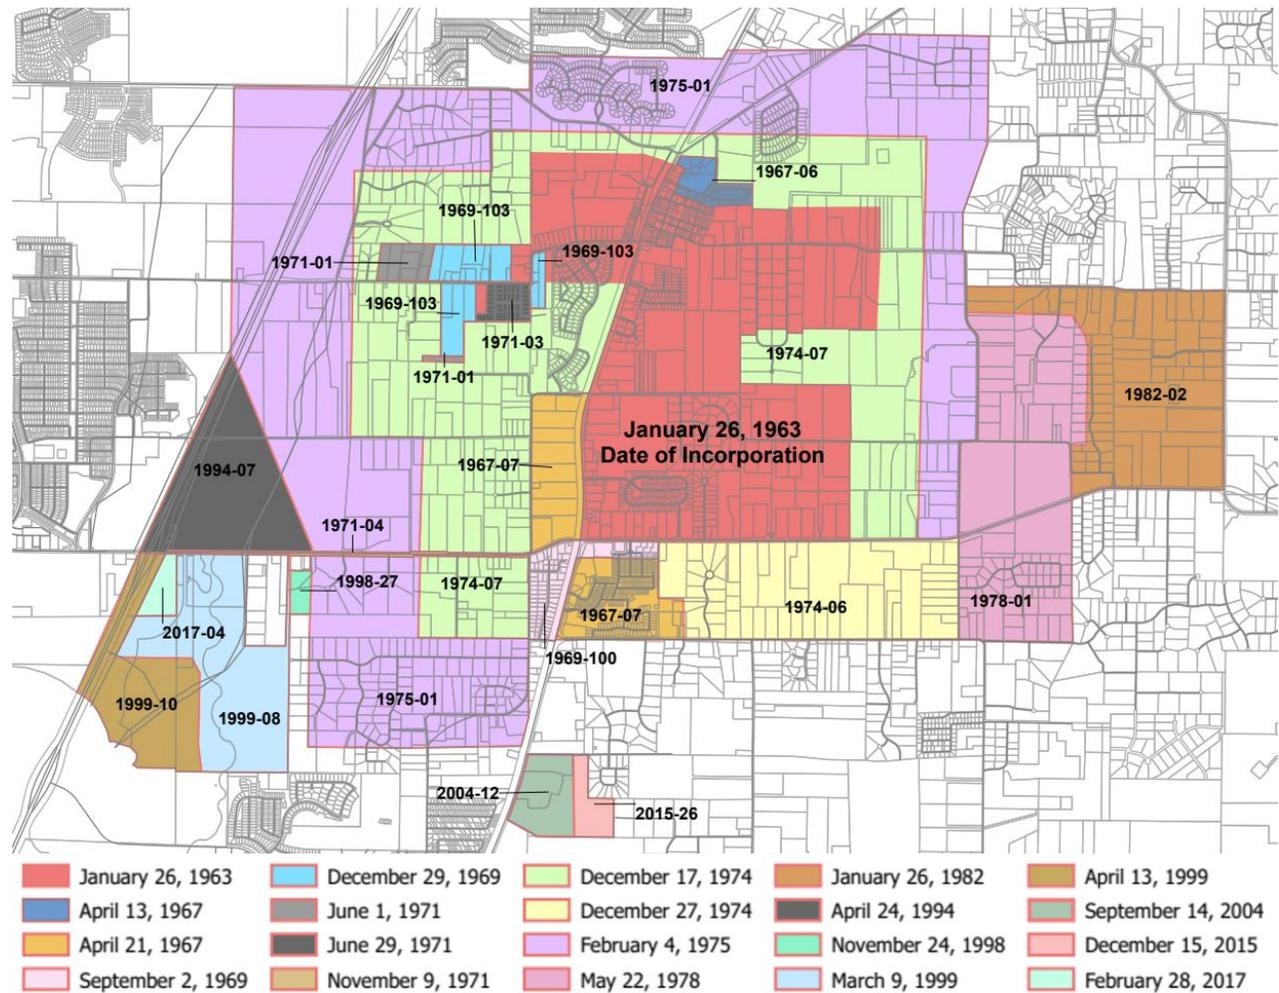 1975-01
1967-06
1969-103
1969-103
1971-01
1969-103
1971-03
1974-07
1971-01
1982-02
January 26, 1963
Date of Incorporation
1967-07
1994-07
1971-04
1998-27
1974-07
1978-01
1974-06
1967-07
2017-04
1969-100
1975-01
1999-10
1999-08
2004-12
2015-26
January 26, 1963
December 29, 1969
December 17, 1974
January 26, 1982
April 13, 1999
April 13, 1967
June 1, 1971
December 27, 1974
April 24, 1994
September 14, 2004
April 21, 1967
June 29, 1971
February 4, 1975
November 24, 1998
December 15, 2015
September 2, 1969
November 9, 1971
May 22, 1978
March 9, 1999
February 28, 2017